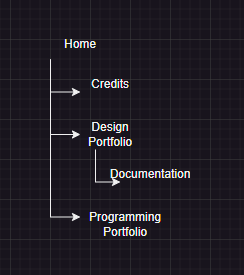 Home
Credits
Design
Portfolio
Documentation
Programming
Portfolio